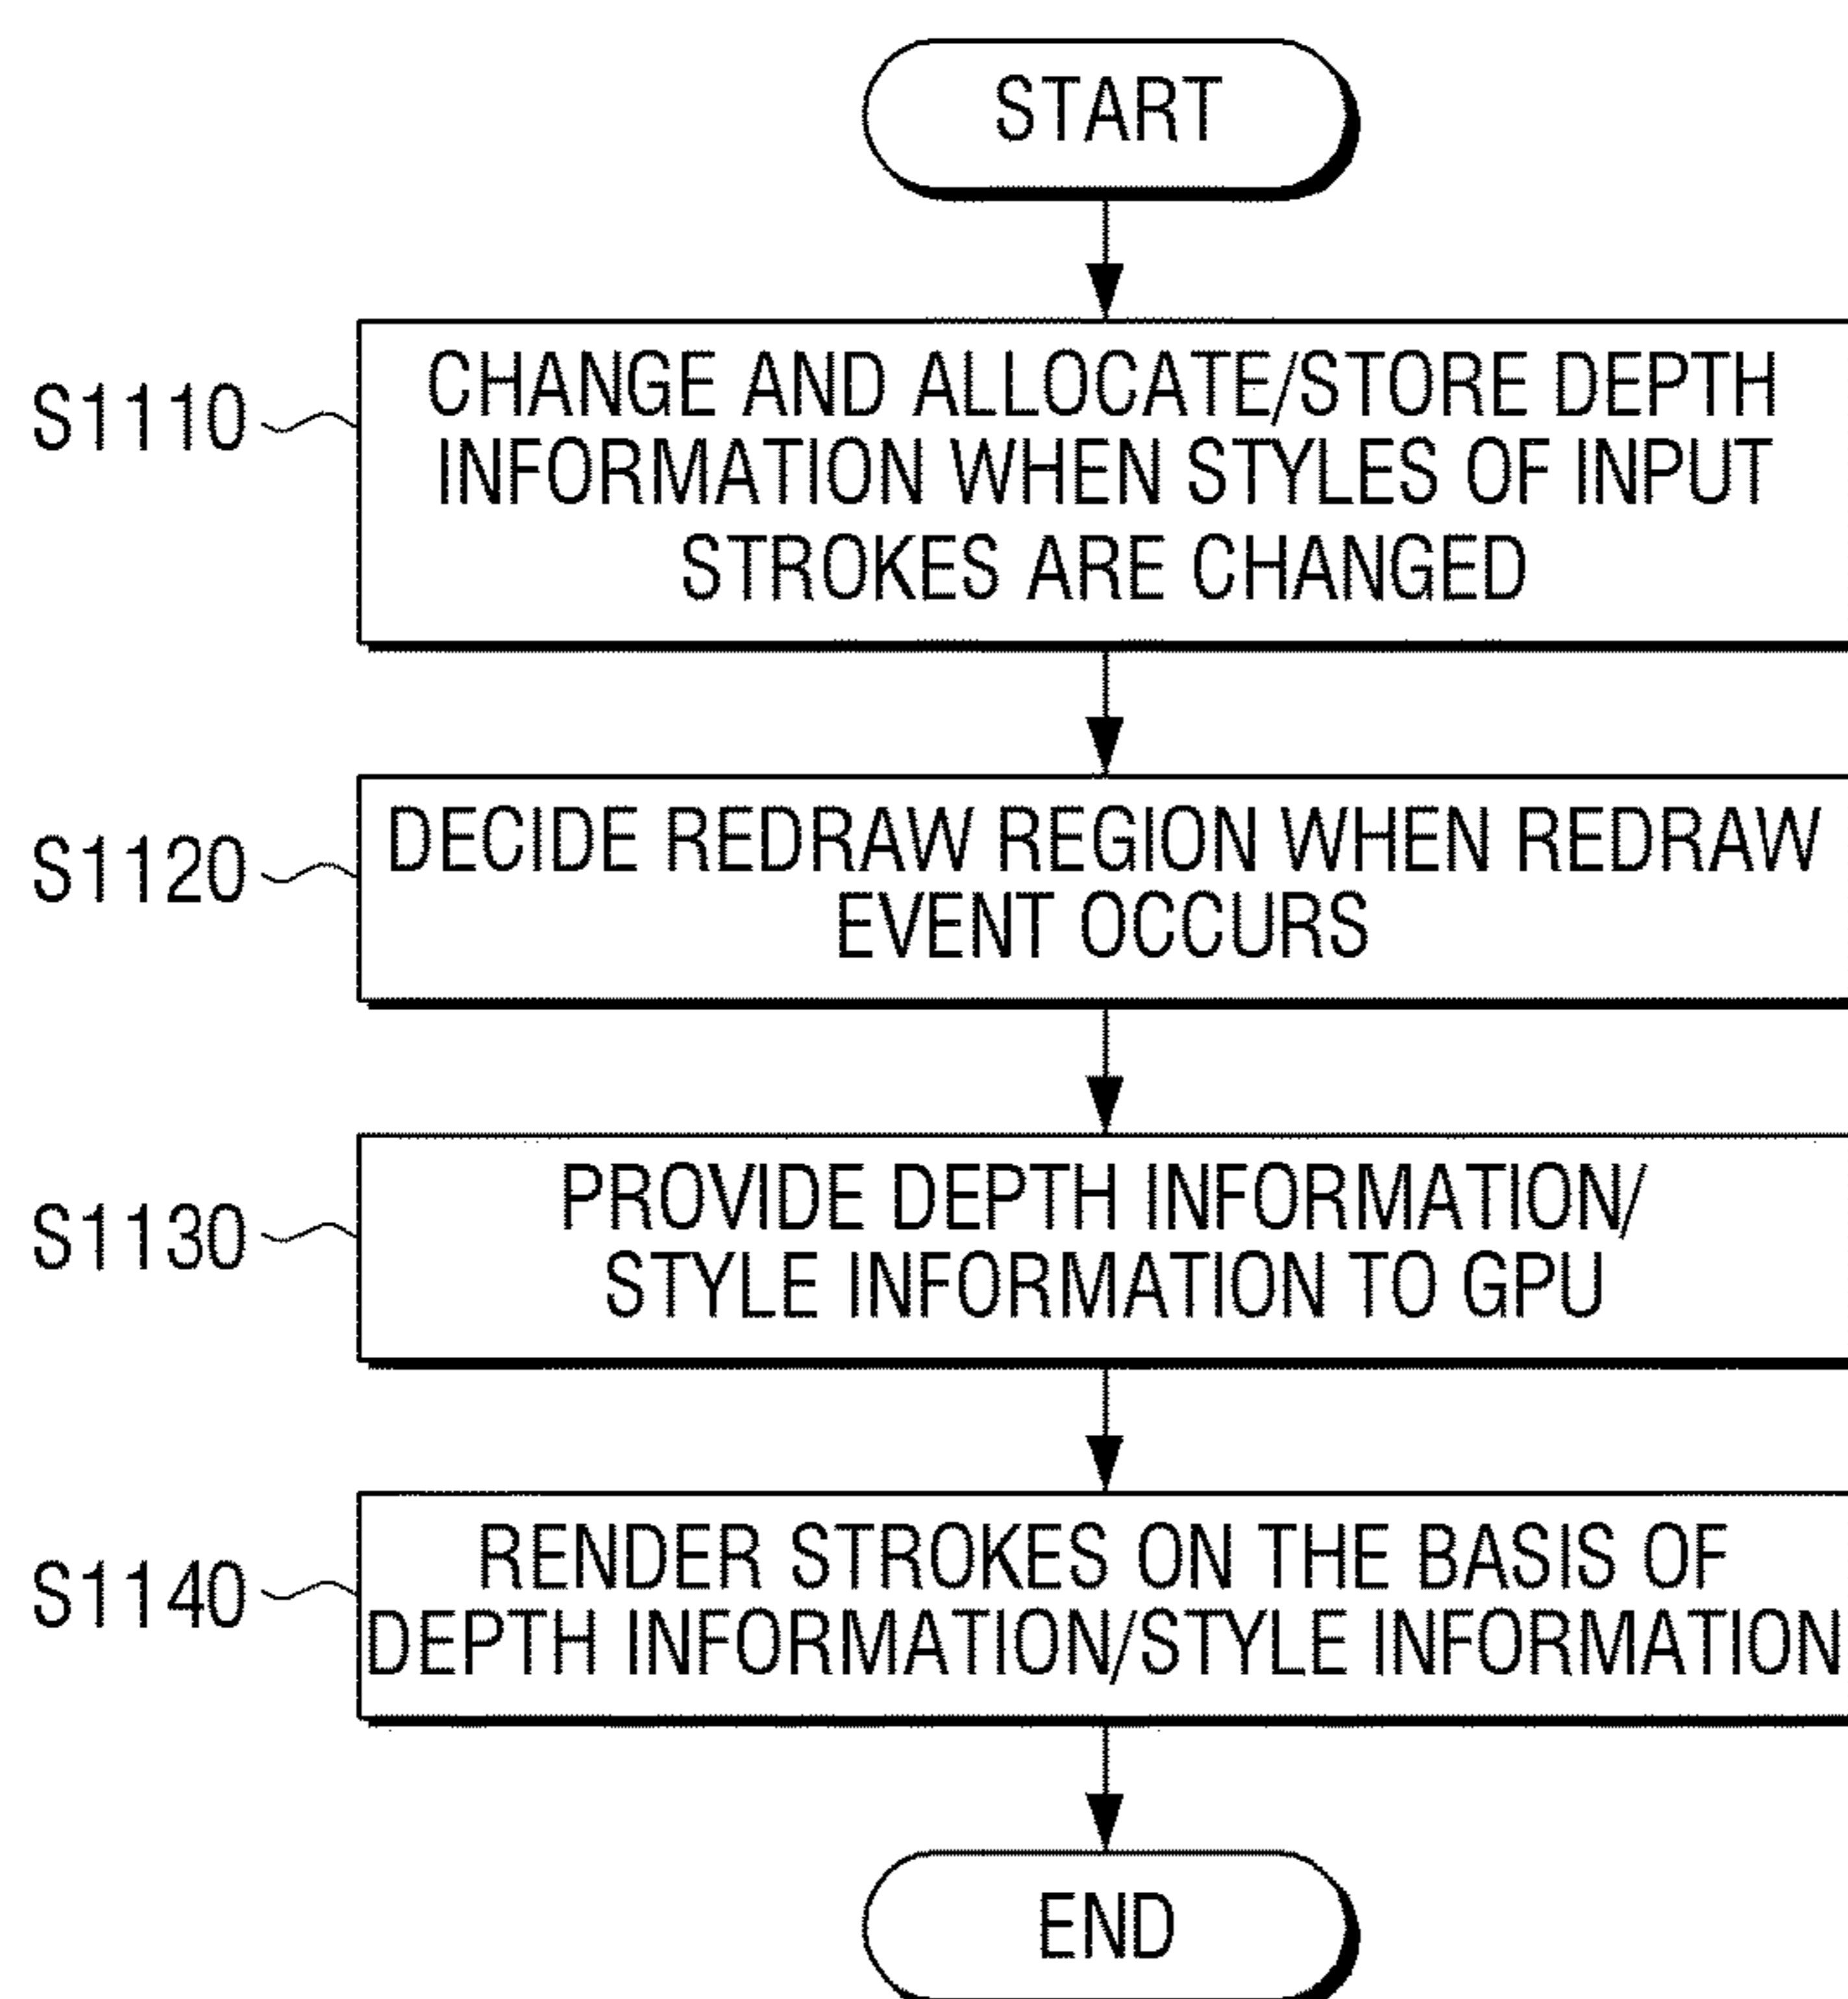 START
S1110
CHANGE AND ALLOCATE/STORE DEPTH
INFORMATION WHEN STYLES OF INPUT
STROKES ARE CHANGED
S1120
DECIDE REDRAW REGION WHEN REDRAW
EVENT OCCURS
S1130
PROVIDE DEPTH INFORMATION/
STYLE INFORMATION TO GPU
S1140
RENDER STROKES ON THE BASIS OF
DEPTH INFORMATION/STYLE INFORMATION
END